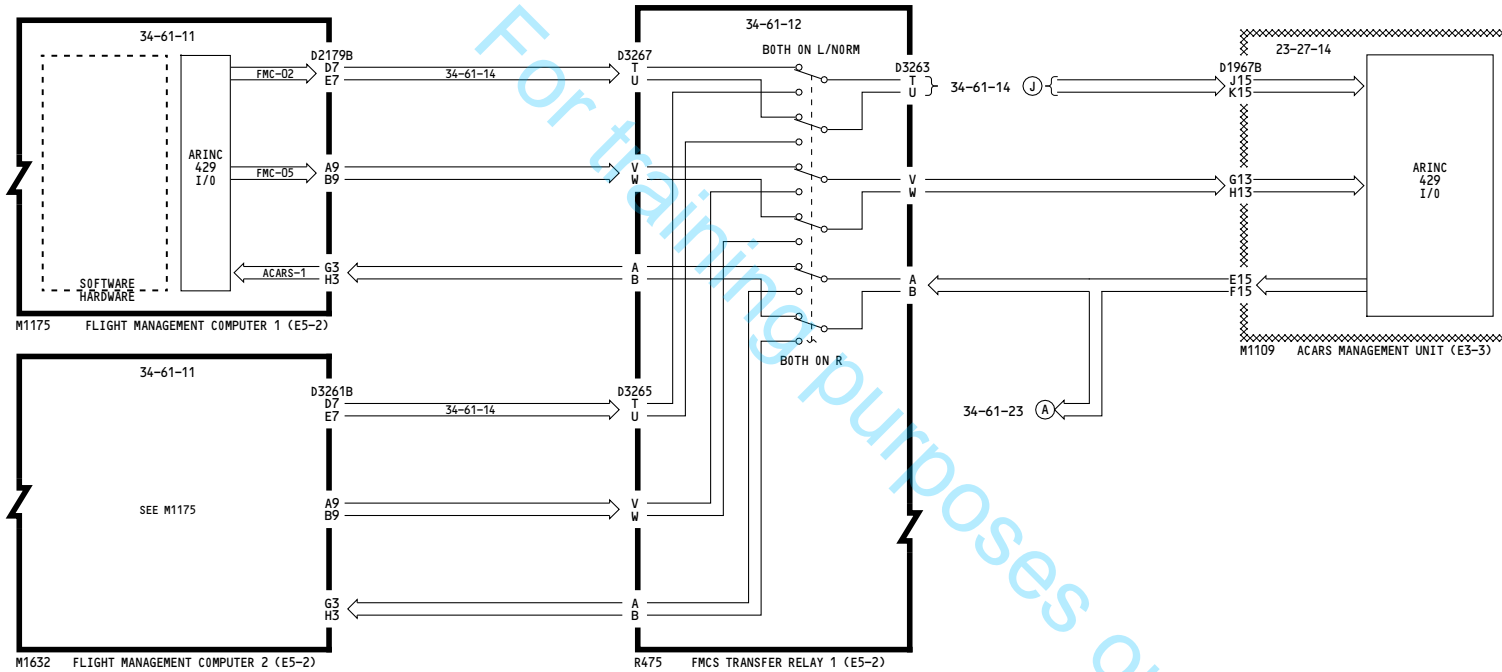 34-61-11
SOFTWARE
HARDWARE
ARINC
429
I/O
FMC-02
FMC-05
ACARS-1
D2179B
D7
E7
A9
B9
G3
H3
M1175 FLIGHT MANAGEMENT COMPUTER 1 (E5-2)
34-61-14
34-61-11
SEE M1175
D3261B
D7
E7
A9
B9
G3
H3
M1632 FLIGHT MANAGEMENT COMPUTER 2 (E5-2)
34-61-14
34-61-12
BOTH ON L/NORM
D3267
T
U
V
W
A
B
D3265
T
U
V
W
A
B
BOTH ON R
D3263
T
U
V
W
A
B
R475 FMCS TRANSFER RELAY 1 (E5-2)
34-61-14 J
34-61-23 A
23-27-14
D1967B
J15
K15
G13
H13
E15
F15
ARINC
429
I/O
M1109 ACARS MANAGEMENT UNIT (E3-3)
For training purposes